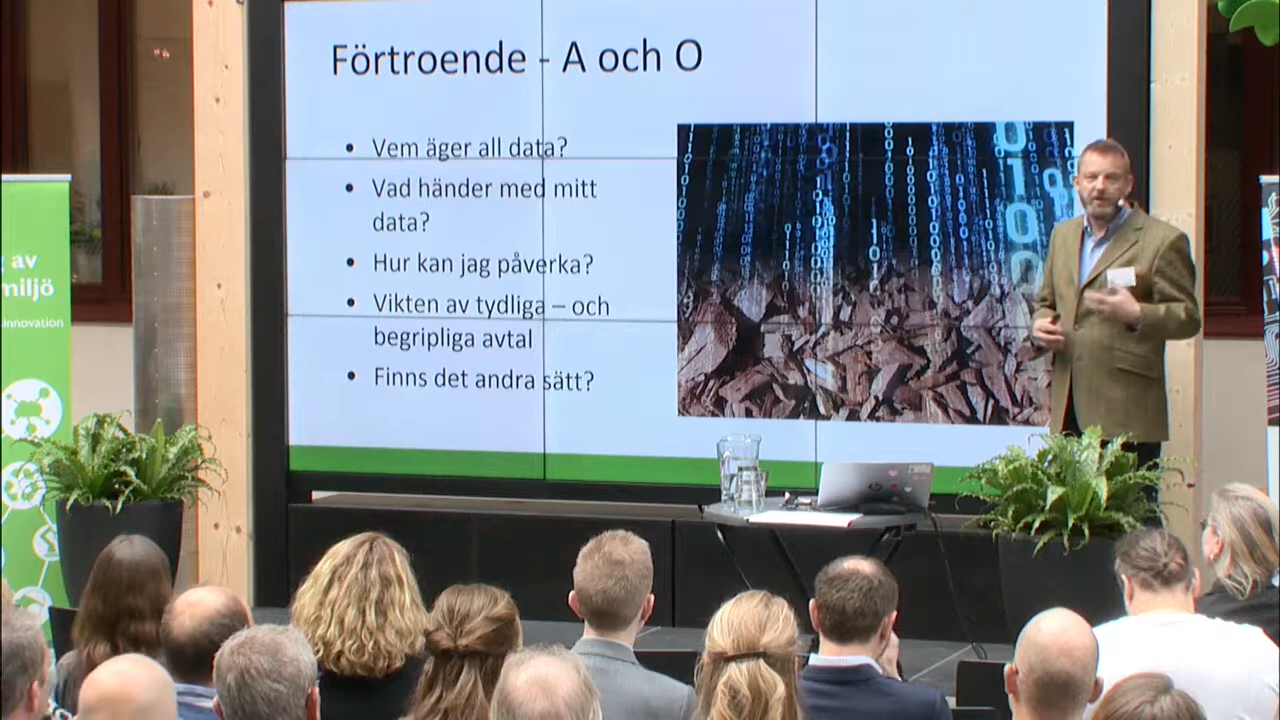 Förtroende - A och O
• Vem äger all data?
• Vad händer med mitt
data?
• Hur kan jag påverka?
• Vikten av tydliga – och
begripliga avtal
• Finns det andra sätt?
av
miljö
innovation